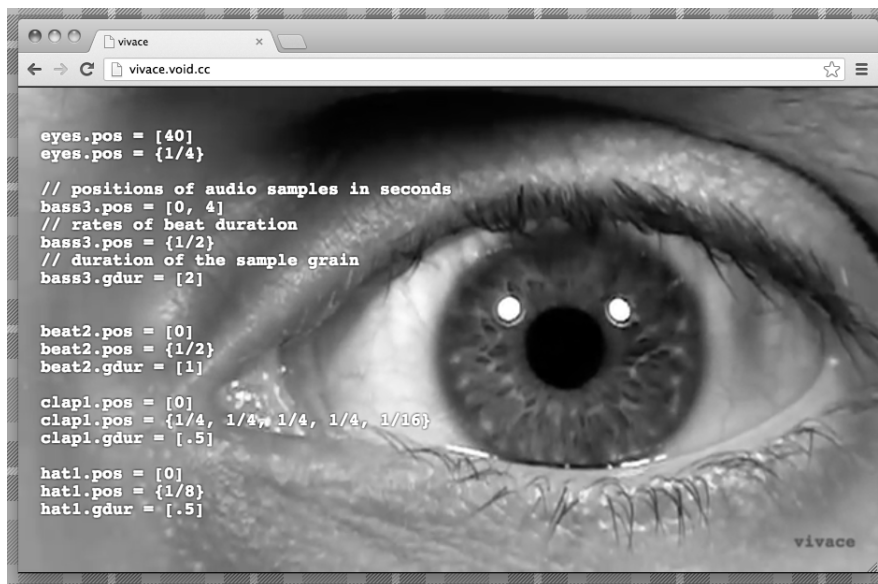 vivace
vivace.void.cc
eyes.pos = [40]
eyes.pos = {1/4}
// positions of audio samples in seconds
bass3.pos = [0, 4]
// rates of beat duration
bass3.pos = {1/2}
// duration of the sample grain
bass3.gdur = [2]
beat2.pos = [0]
beat2.pos = {1/2}
beat2.gdur = [1]
clap1.pos = [0]
clap1.pos = {1/4, 1/4, 1/4, 1/4, 1/16}
clap1.gdur = [.5]
hat1.pos = [0]
hat1.pos = {1/8}
hat1.gdur = [.5]
vivace